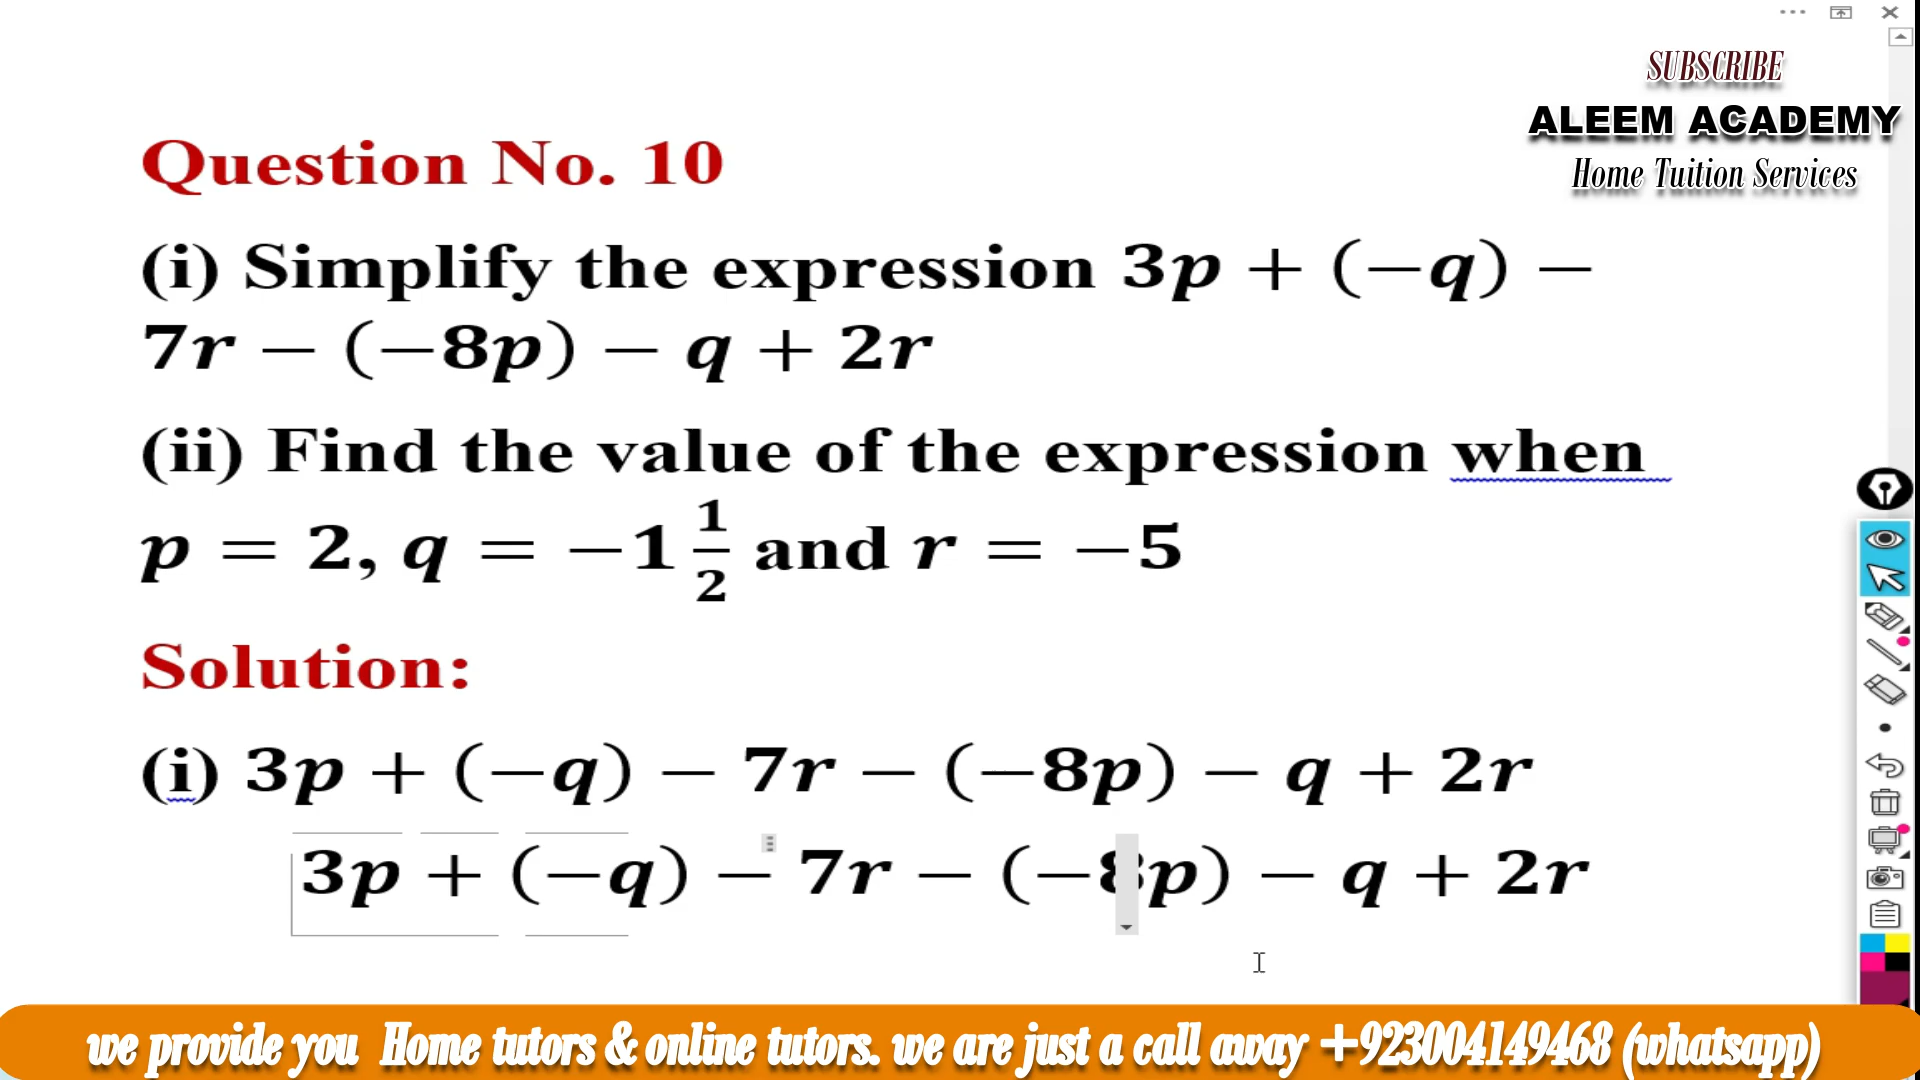 SUBSCRIBE
ALEEM ACADEMY
Home Tuition Services
Question No. 10
(i) Simplify the expression 3p + (−q) −
7r − (−8p) − q + 2r
(ii) Find the value of the expression when
p = 2, q = −1 1/2 and r = −5
Solution:
(i) 3p + (−q) − 7r − (−8p) − q + 2r
3p + (−q) − 7r − (−8p) − q + 2r
we provide you Home tutors & online tutors. we are just a call away +923004149468 (whatsapp)